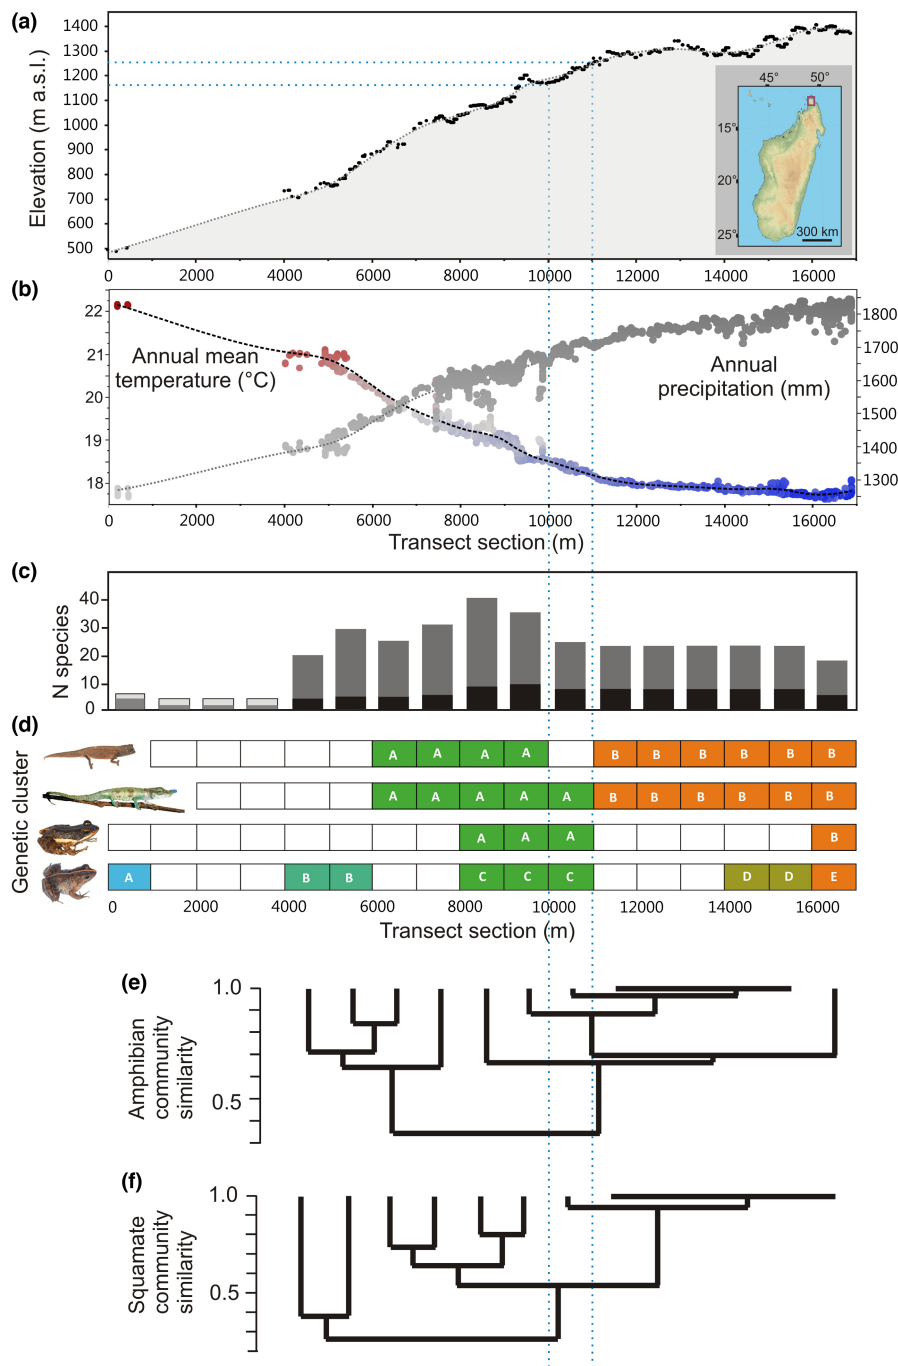 (a)
Elevation (m a.s.l.)
1400
1300
1200
1100
1000
900
800
700
600
500
45° 50°
15°
20°
25°
300 km
0 2000 4000 6000 8000 10000 12000 14000 16000
(b)
22
21
20
19
18
Annual mean
temperature (°C)
Annual
precipitation (mm)
1800
1700
1600
1500
1400
1300
0 2000 4000 6000 8000 10000 12000 14000 16000
Transect section (m)
(c)
N species
40
30
20
10
0
(d)
Genetic cluster
A A A A B B B B B B
A A A A A B B B B B B
A A A B
A B B C C C D D E
0 2000 4000 6000 8000 10000 12000 14000 16000
Transect section (m)
(e)
Amphibian
community
similarity
1.0
0.5
(f)
Squamate
community
similarity
1.0
0.5